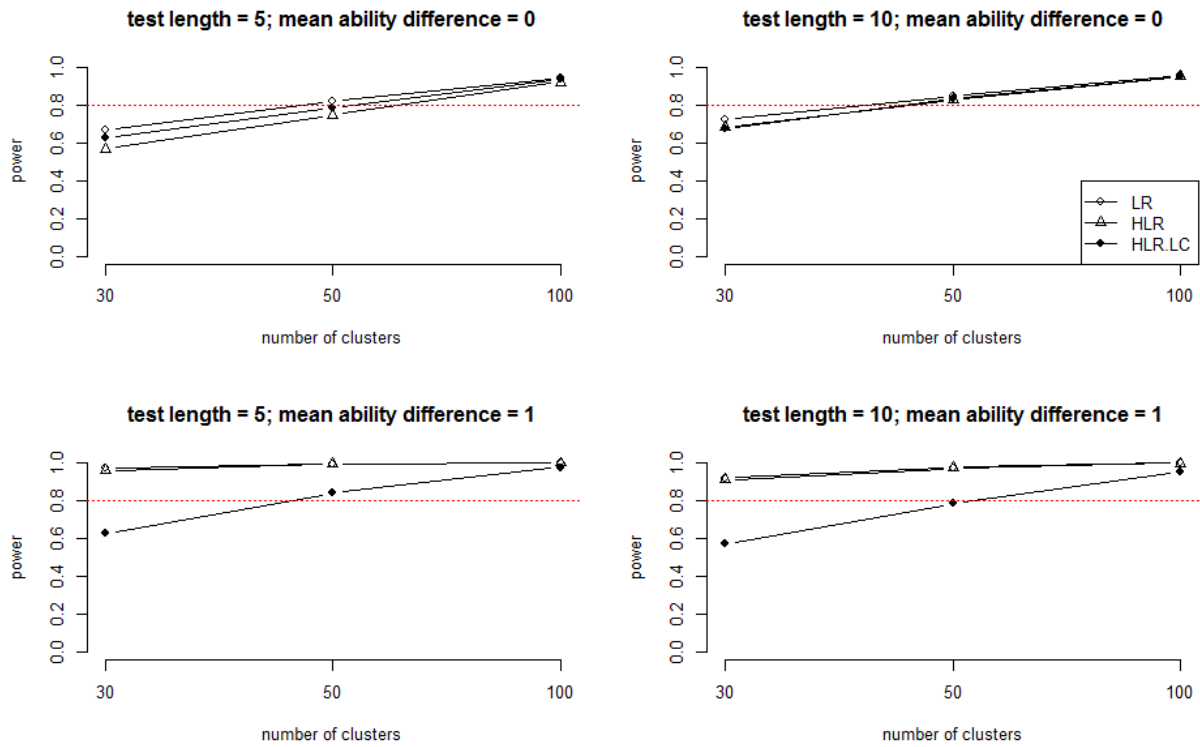 test length = 5; mean ability difference = 0
power
0.0 0.2 0.4 0.6 0.8 1.0
30 50 100
number of clusters
test length = 10; mean ability difference = 0
power
0.0 0.2 0.4 0.6 0.8 1.0
LR
HLR
HLR.LC
30 50 100
number of clusters
test length = 5; mean ability difference = 1
power
0.0 0.2 0.4 0.6 0.8 1.0
30 50 100
number of clusters
test length = 10; mean ability difference = 1
power
0.0 0.2 0.4 0.6 0.8 1.0
30 50 100
number of clusters